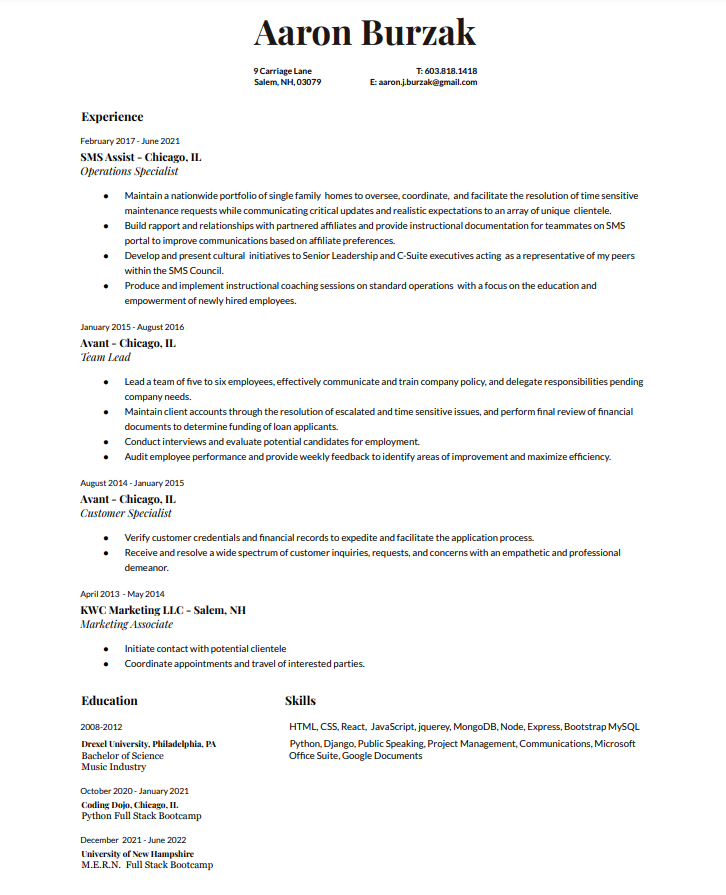 Aaron Burzak
9 Carriage Lane
T: 603.818.1418
Salem, NH, 03079
E: aaron.j.burzak@gmail.com
Experience
February 2017 - June 2021
SMS Assist - Chicago, IL
Operations Specialist
● Maintain a nationwide portfolio of single family homes to oversee, coordinate, and facilitate the resolution of time sensitive
maintenance requests while communicating critical updates and realistic expectations to an array of unique clientele.
● Build rapport and relationships with partnered affiliates and provide instructional documentation for teammates on SMS
portal to improve communications based on affiliate preferences.
● Develop and present cultural initiatives to Senior Leadership and C-Suite executives acting as a representative of my peers
within the SMS Council.
● Produce and implement instructional coaching sessions on standard operations with a focus on the education and
empowerment of newly hired employees.
January 2015 - August 2016
Avant - Chicago, IL
Team Lead
● Lead a team of five to six employees, effectively communicate and train company policy, and delegate responsibilities pending
company needs.
● Maintain client accounts through the resolution of escalated and time sensitive issues, and perform final review of financial
documents to determine funding of loan applicants.
● Conduct interviews and evaluate potential candidates for employment.
● Audit employee performance and provide weekly feedback to identify areas of improvement and maximize efficiency.
August 2014 - January 2015
Avant - Chicago, IL
Customer Specialist
● Verify customer credentials and financial records to expedite and facilitate the application process.
● Receive and resolve a wide spectrum of customer inquiries, requests, and concerns with an empathetic and professional
demeanor.
April 2013 - May 2014
KWC Marketing LLC - Salem, NH
Marketing Associate
● Initiate contact with potential clientele
● Coordinate appointments and travel of interested parties.
Education
2008-2012
Drexel University, Philadelphia, PA
Bachelor of Science
Music Industry
October 2020 - January 2021
Coding Dojo, Chicago, IL
Python Full Stack Bootcamp
December 2021 - June 2022
University of New Hampshire
M.E.R.N. Full Stack Bootcamp
Skills
HTML, CSS, React, JavaScript, jquerey, MongoDB, Node, Express, Bootstrap MySQL
Python, Django, Public Speaking, Project Management, Communications, Microsoft
Office Suite, Google Documents